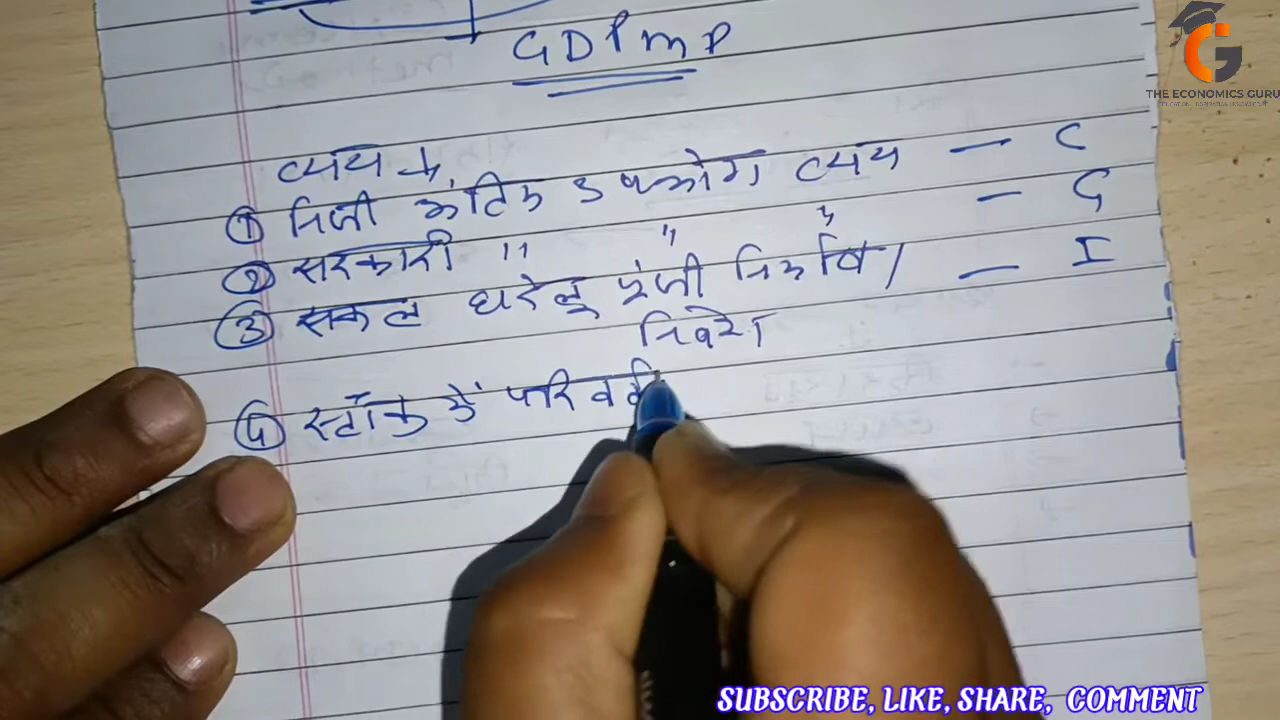 GDPmp
THE ECONOMICS GURU
व्यय में,
① निजी अंतिम उपभोग व्यय — C
② सरकारी " " " — G
③ सकल घरेलू पूंजी निर्माण / — I
निवेश
④ स्टॉक में परिवर्त
SUBSCRIBE, LIKE, SHARE, COMMENT